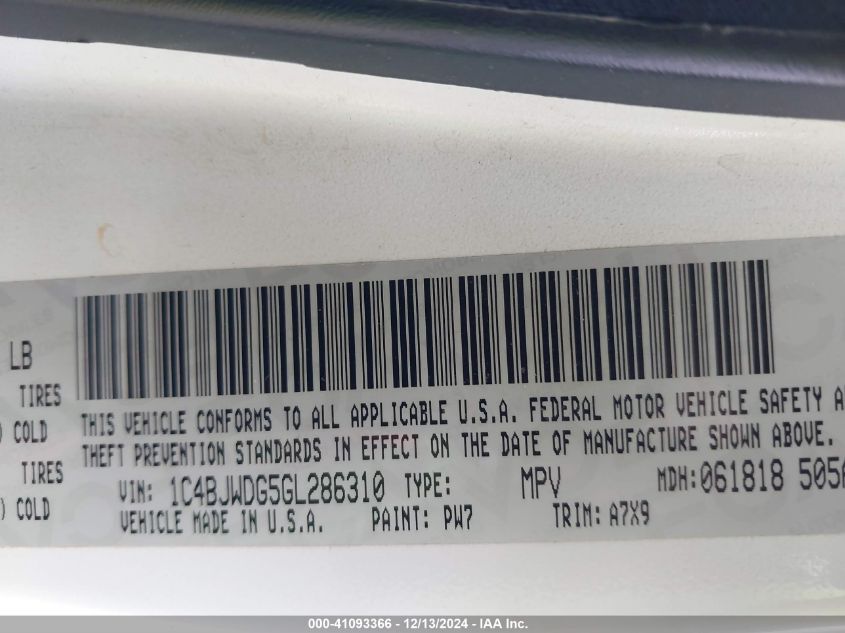 LB
TIRES
) COLD
TIRES
) COLD
THIS VEHICLE CONFORMS TO ALL APPLICABLE U.S.A. FEDERAL MOTOR VEHICLE SAFETY A
THEFT PREVENTION STANDARDS IN EFFECT ON THE DATE OF MANUFACTURE SHOWN ABOVE.
VIN: 1C4BJWDG5GL286310 TYPE: MPV MDH: 061818 505
VEHICLE MADE IN U.S.A. PAINT: PW7 TRIM: A7X9
000-41093366 - 12/13/2024 - IAA Inc.